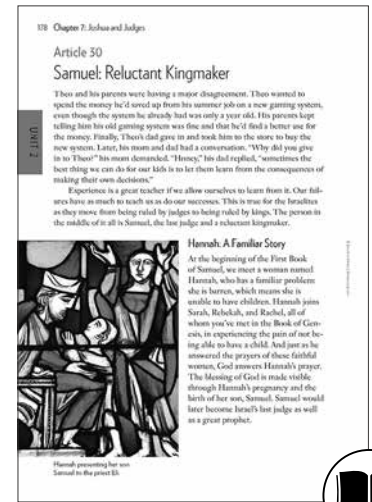 178 Chapter 7: Joshua and Judges
Article 30
Samuel: Reluctant Kingmaker
Theo and his parents were having a major disagreement. Theo wanted to
spend the money he'd saved up from his summer job on a new gaming system,
even though the system he already had was only a year old. His parents kept
telling him his old gaming system was fine and that he'd find a better use for
the money. Finally, Theo's dad gave in and took him to the store to buy the
new system. Later, his mom and dad had a conversation. "Why did you give
in to Theo?" his mom demanded. "Honey," his dad replied, "sometimes the
best thing we can do for our kids is to let them learn from the consequences of
making their own decisions."
Experience is a great teacher if we allow ourselves to learn from it. Our fail-
ures have as much to teach us as do our successes. This is true for the Israelites
as they move from being ruled by judges to being ruled by kings. The person in
the middle of it all is Samuel, the last judge and a reluctant kingmaker.
UNIT 2
Hannah: A Familiar Story
At the beginning of the First Book
of Samuel, we meet a woman named
Hannah, who has a familiar problem:
she is barren, which means she is
unable to have children. Hannah joins
Sarah, Rebekah, and Rachel, all of
whom you've met in the Book of Gen-
esis, in experiencing the pain of not be-
ing able to have a child. And just as he
answered the prayers of these faithful
women, God answers Hannah's prayer.
The blessing of God is made visible
through Hannah's pregnancy and the
birth of her son, Samuel. Samuel would
later become Israel's last judge as well
as a great prophet.
Hannah presenting her son
Samuel to the priest Eli.